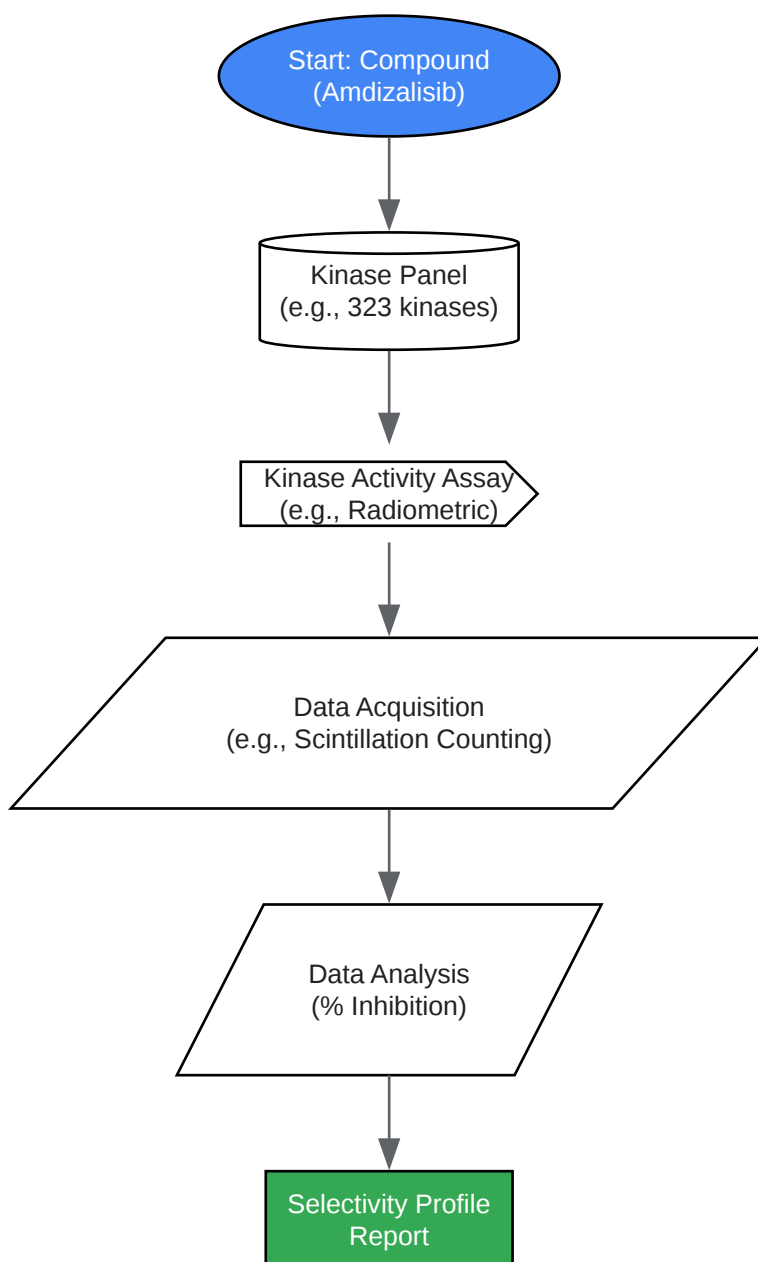 Start: Compound
(Amdizalisib)
Kinase Panel
(e.g., 323 kinases)
Kinase Activity Assay
(e.g., Radiometric)
Data Acquisition
(e.g., Scintillation Counting)
Data Analysis
(% Inhibition)
Selectivity Profile
Report